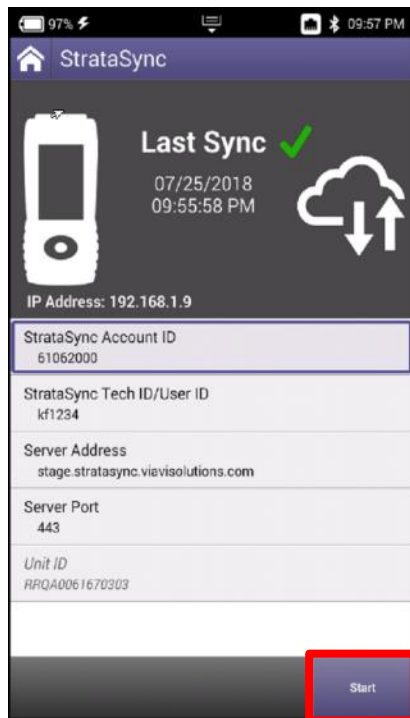 97% 09:57 PM
StrataSync
Last Sync
07/25/2018
09:55:58 PM
IP Address: 192.168.1.9
StrataSync Account ID
61062000
StrataSync Tech ID/User ID
kf1234
Server Address
stage.stratasync.viavisolutions.com
Server Port
443
Unit ID
RRQA0061670303
Start